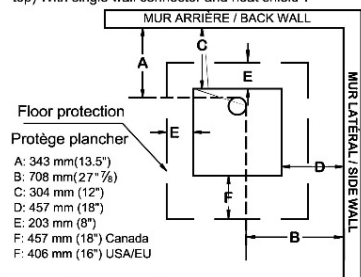 top) With single wall connector and heat shield :
MUR ARRIÈRE / BACK WALL
A
C
E
MUR LATÉRAL / SIDE WALL
Floor protection
Protège plancher
E
D
A: 343 mm(13.5")
B: 708 mm(27" 7/8)
C: 304 mm (12")
D: 457 mm (18")
E: 203 mm (8")
F: 457 mm (18") Canada
F: 406 mm (16") USA/EU
F
B